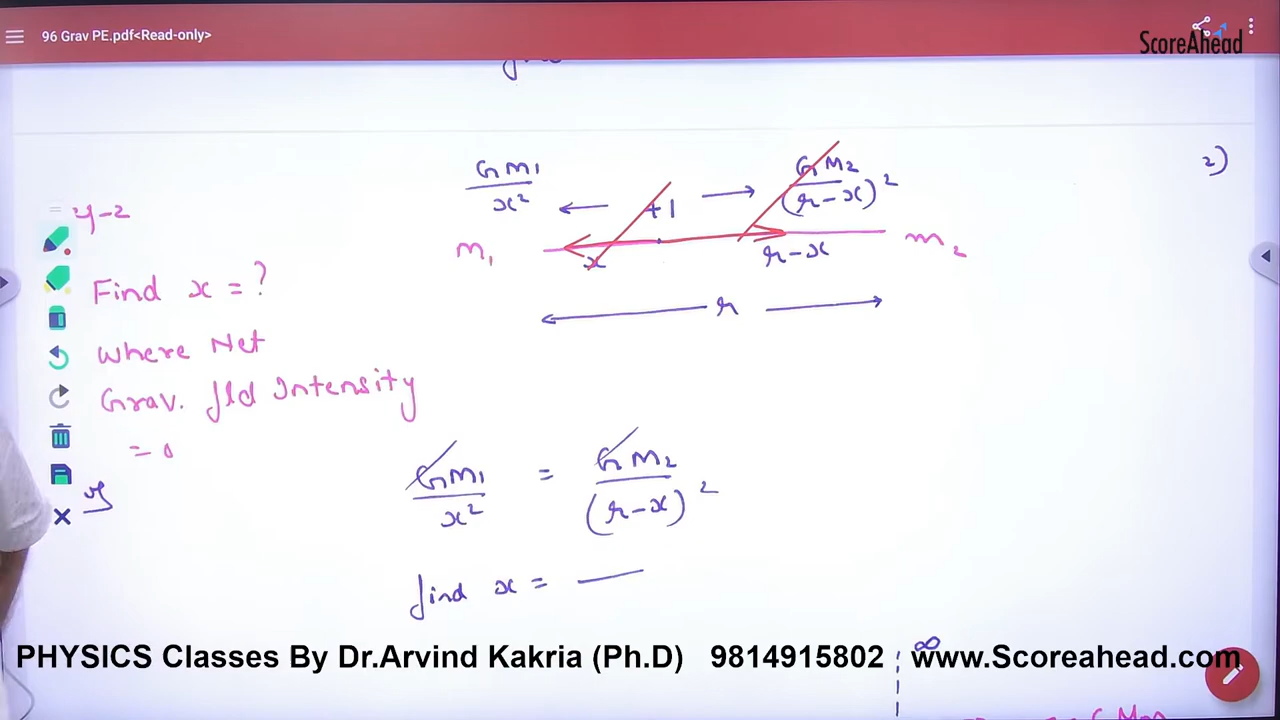 96 Grav PE.pdf<Read-only>
ScoreAhead
2)
Gm₁/x² ← +1 → Gm₂/(r-x)²
m₁ x r-x m₂
r
Find x = ?
Where Net
Grav. fld Intensity
= 0
Gm₁/x² = Gm₂/(r-x)²
find x = —
∞
PHYSICS Classes By Dr.Arvind Kakria (Ph.D) 9814915802 www.Scoreahead.com